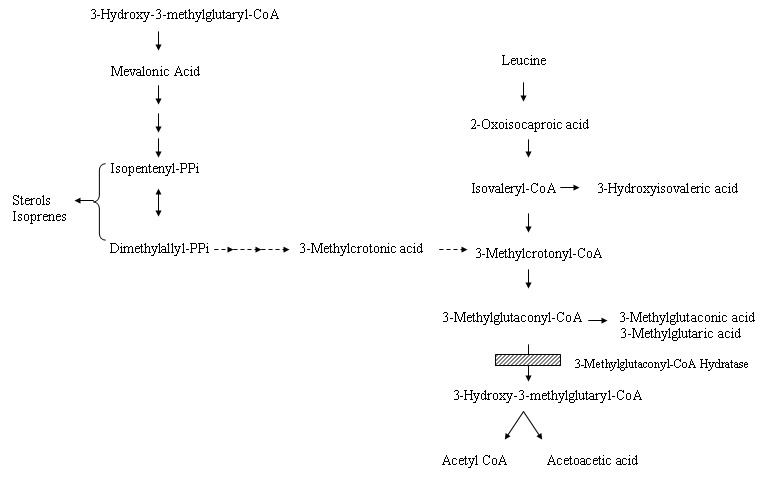 3-Hydroxy-3-methylglutaryl-CoA
Mevalonic Acid
Isopentenyl-PPi
Sterols
Isoprenes
Dimethylallyl-PPi
3-Methylcrotonic acid
Leucine
2-Oxoisocaproic acid
Isovaleryl-CoA
3-Hydroxyisovaleric acid
3-Methylcrotonyl-CoA
3-Methylglutaconyl-CoA
3-Methylglutaconic acid
3-Methylglutaric acid
3-Methylglutaconyl-CoA Hydratase
3-Hydroxy-3-methylglutaryl-CoA
Acetyl CoA
Acetoacetic acid